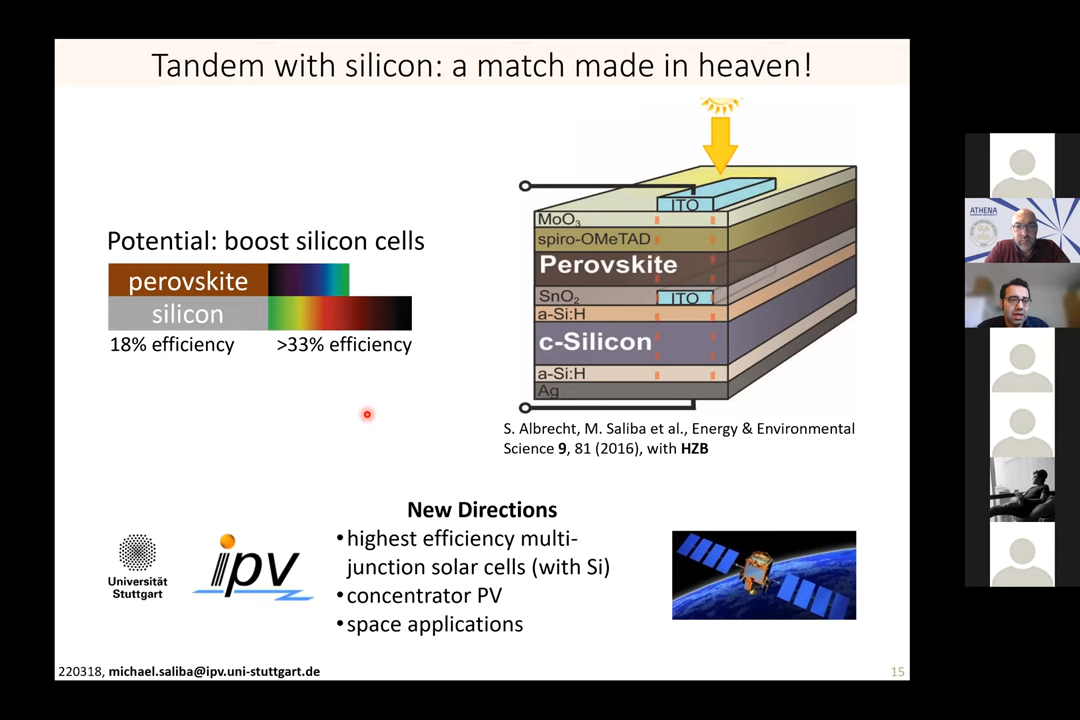 Tandem with silicon: a match made in heaven!
Potential: boost silicon cells
perovskite
silicon
18% efficiency
>33% efficiency
ITO
MoO₃
spiro-OMeTAD
Perovskite
SnO₂
ITO
a-Si:H
c-Silicon
a-Si:H
Ag
S. Albrecht, M. Saliba et al., Energy & Environmental
Science 9, 81 (2016), with HZB
New Directions
•highest efficiency multi-
junction solar cells (with Si)
•concentrator PV
•space applications
Universität
Stuttgart
ipv
220318, michael.saliba@ipv.uni-stuttgart.de
15
ATHENA